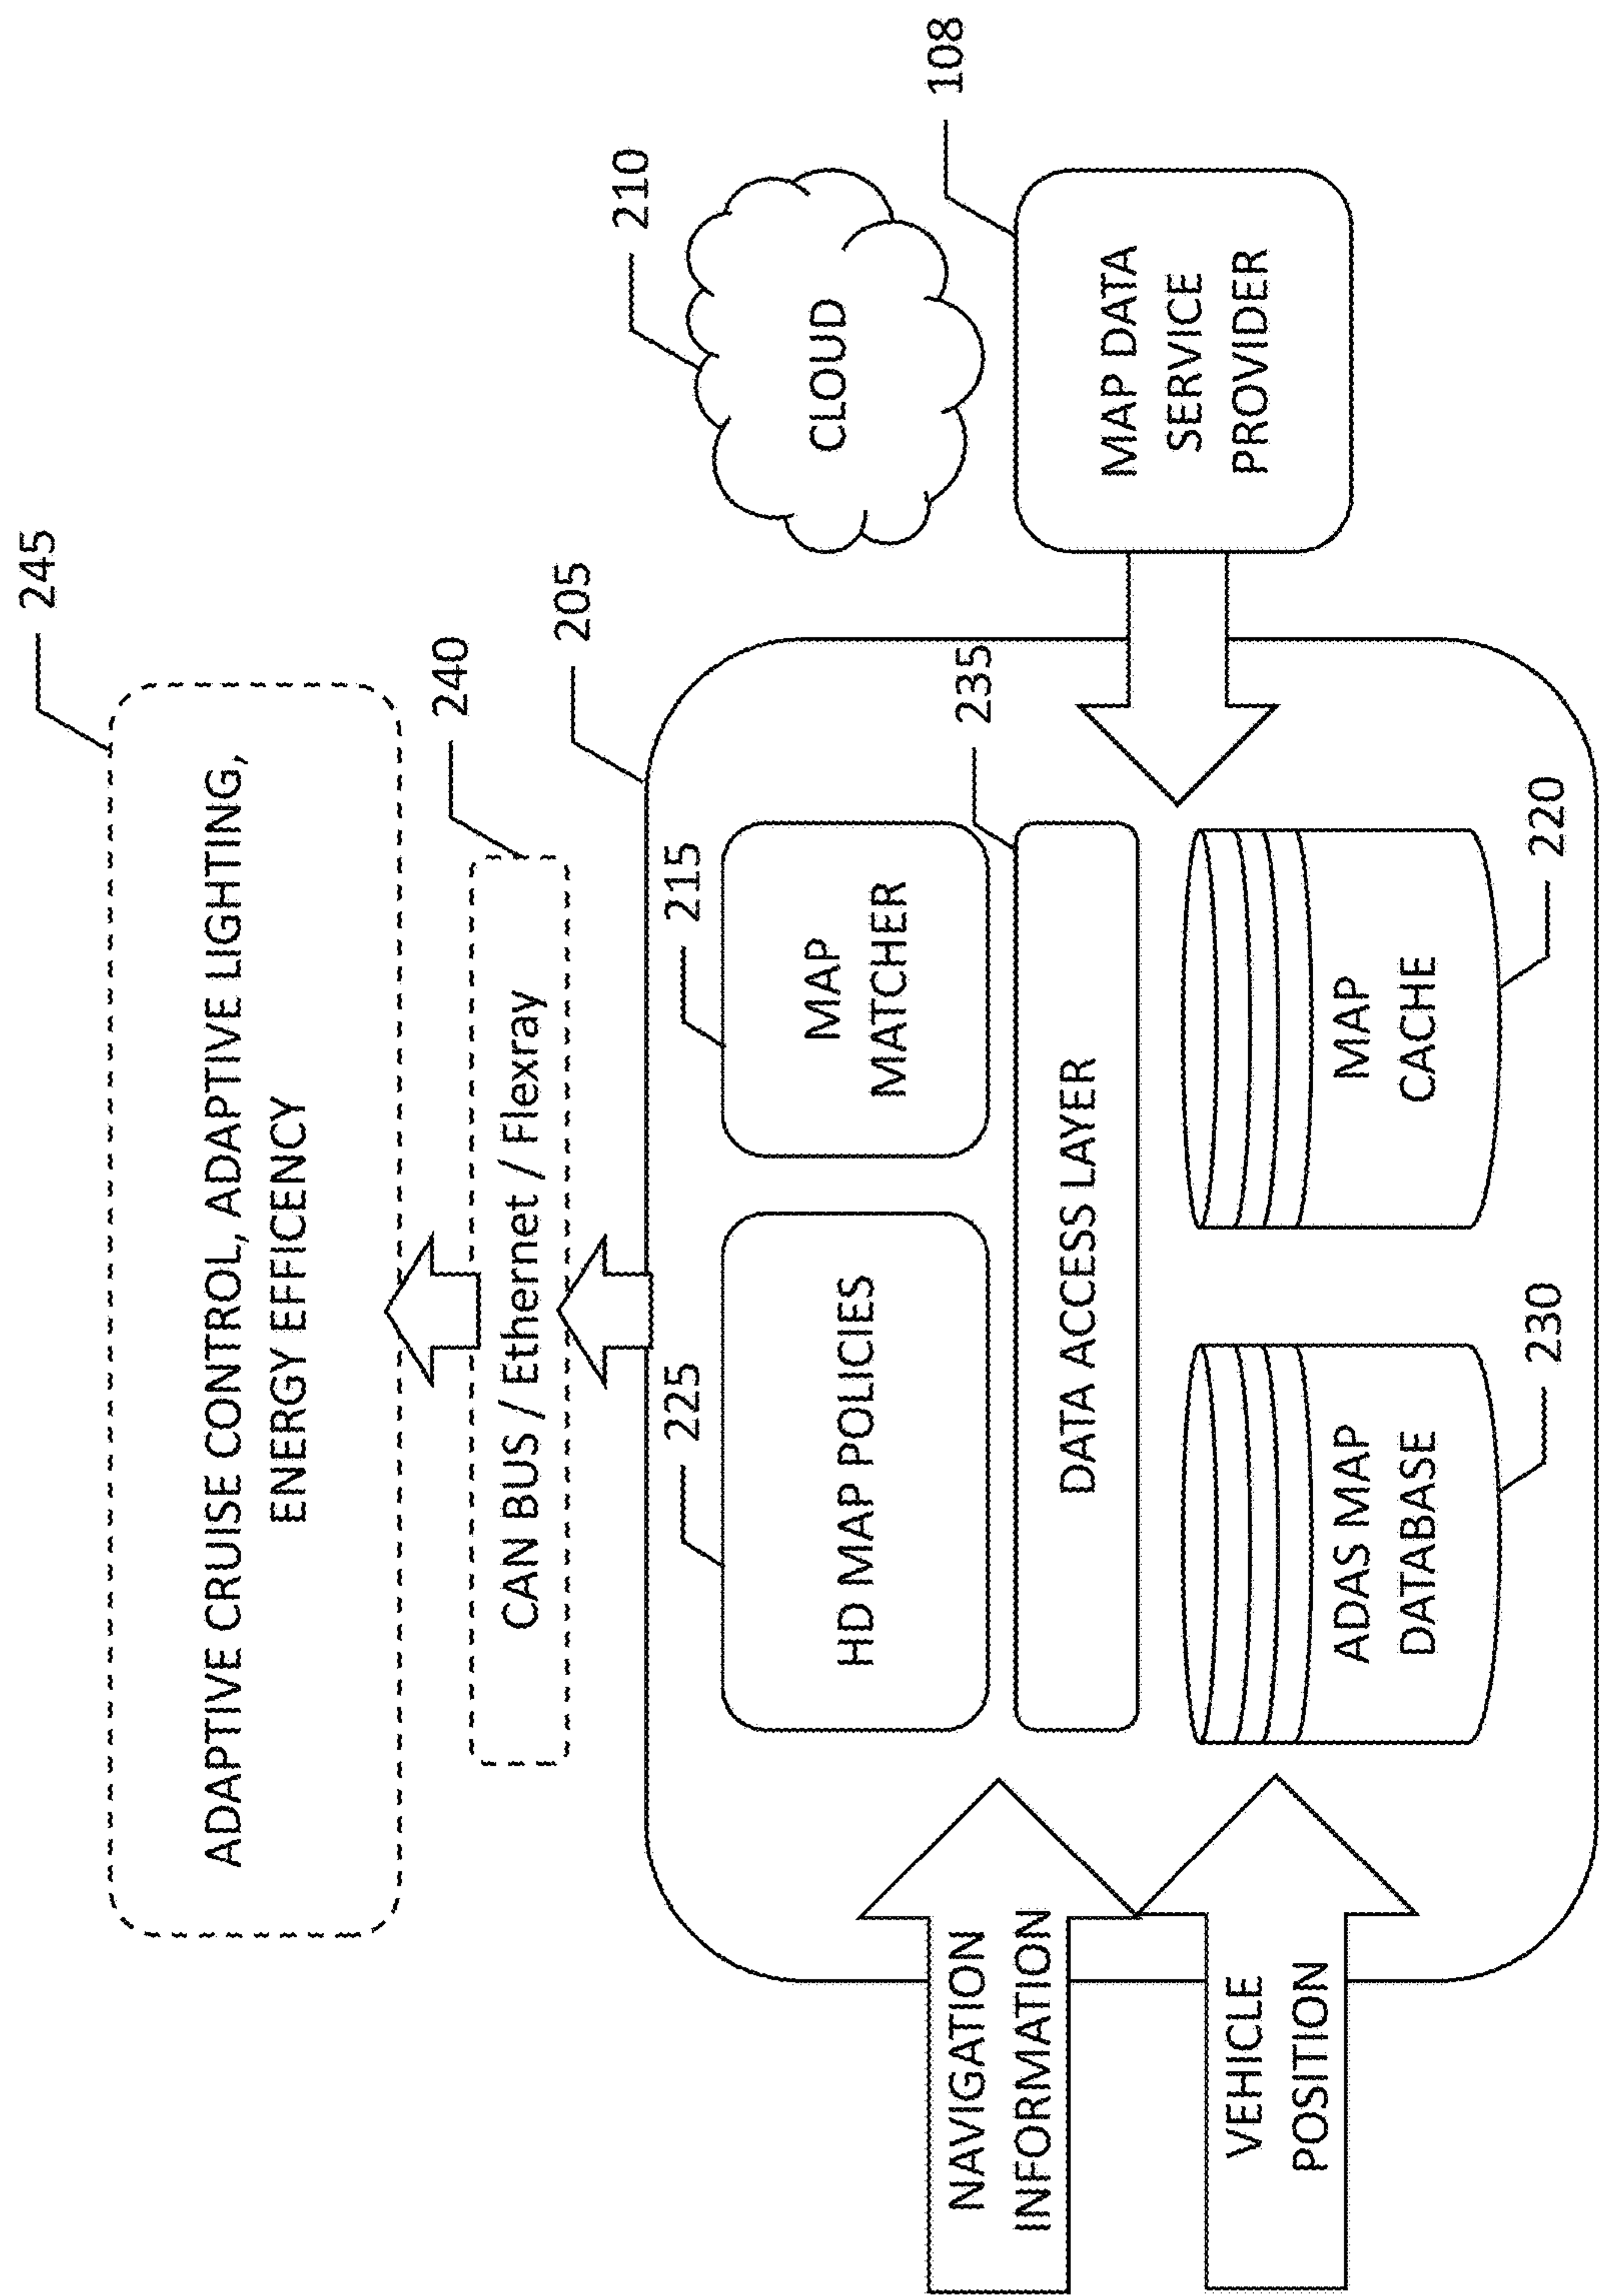 245
ADAPTIVE CRUISE CONTROL, ADAPTIVE LIGHTING,
ENERGY EFFICENCY
240
CAN BUS / Ethernet / Flexray
205
210
CLOUD
225
HD MAP POLICIES
215
MAP
MATCHER
235
DATA ACCESS LAYER
108
MAP DATA
SERVICE
PROVIDER
NAVIGATION
INFORMATION
VEHICLE
POSITION
ADAS MAP
DATABASE
230
MAP
CACHE
220